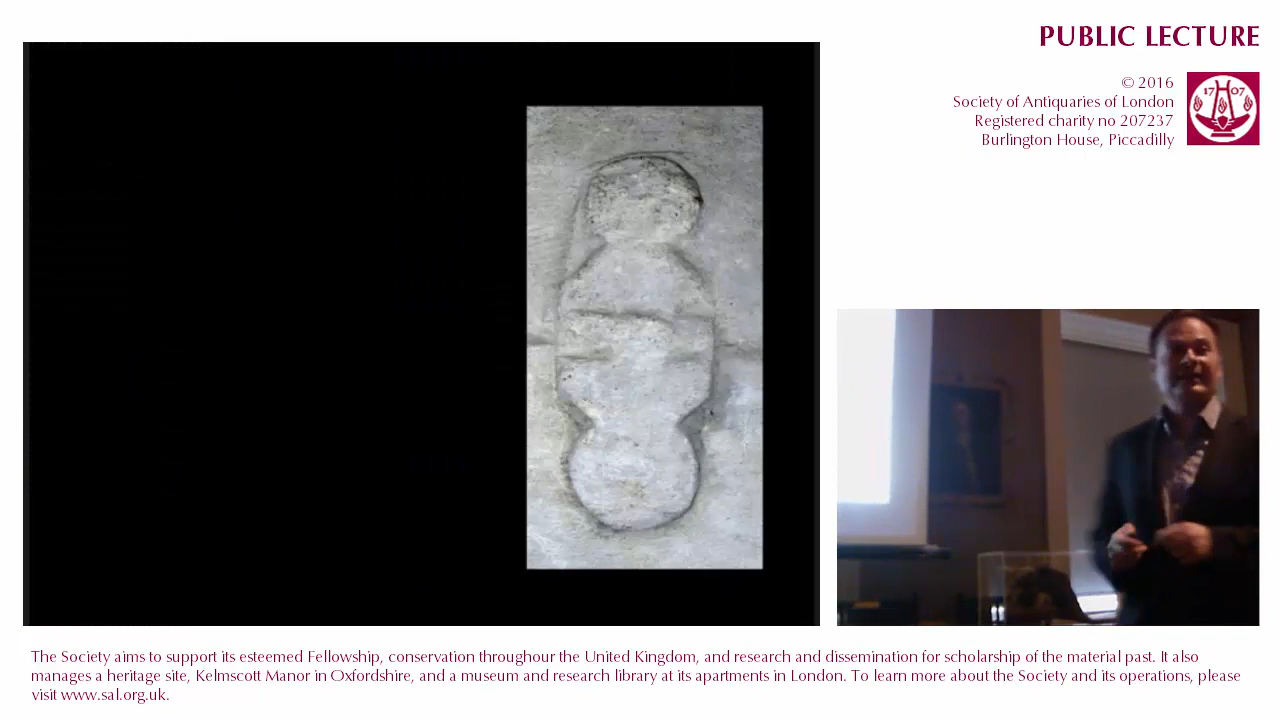 PUBLIC LECTURE
© 2016
Society of Antiquaries of London
Registered charity no 207237
Burlington House, Piccadilly
17 07
The Society aims to support its esteemed Fellowship, conservation throughour the United Kingdom, and research and dissemination for scholarship of the material past. It also
manages a heritage site, Kelmscott Manor in Oxfordshire, and a museum and research library at its apartments in London. To learn more about the Society and its operations, please
visit www.sal.org.uk.